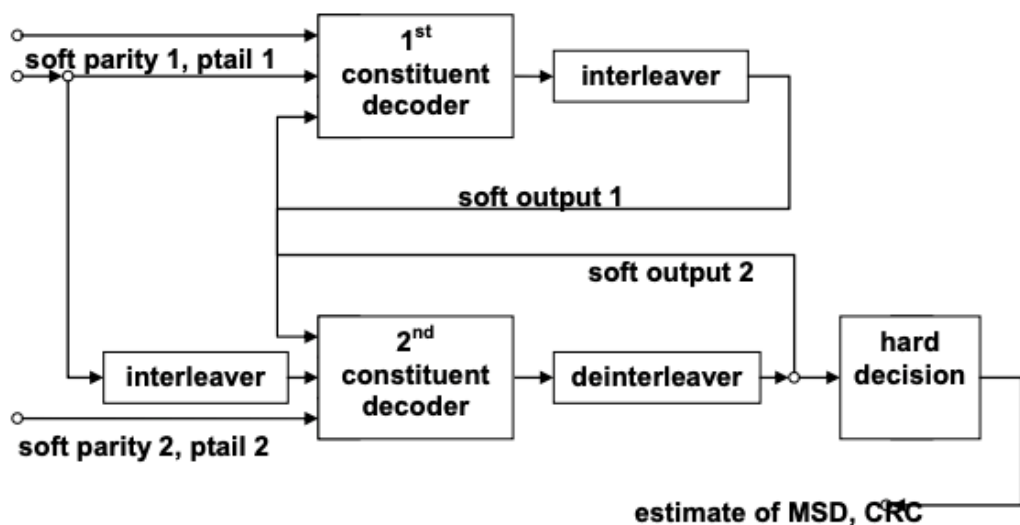 soft parity 1, ptail 1
1st
constituent
decoder
interleaver
soft output 1
soft output 2
interleaver
2nd
constituent
decoder
deinterleaver
hard
decision
soft parity 2, ptail 2
estimate of MSD, CRC